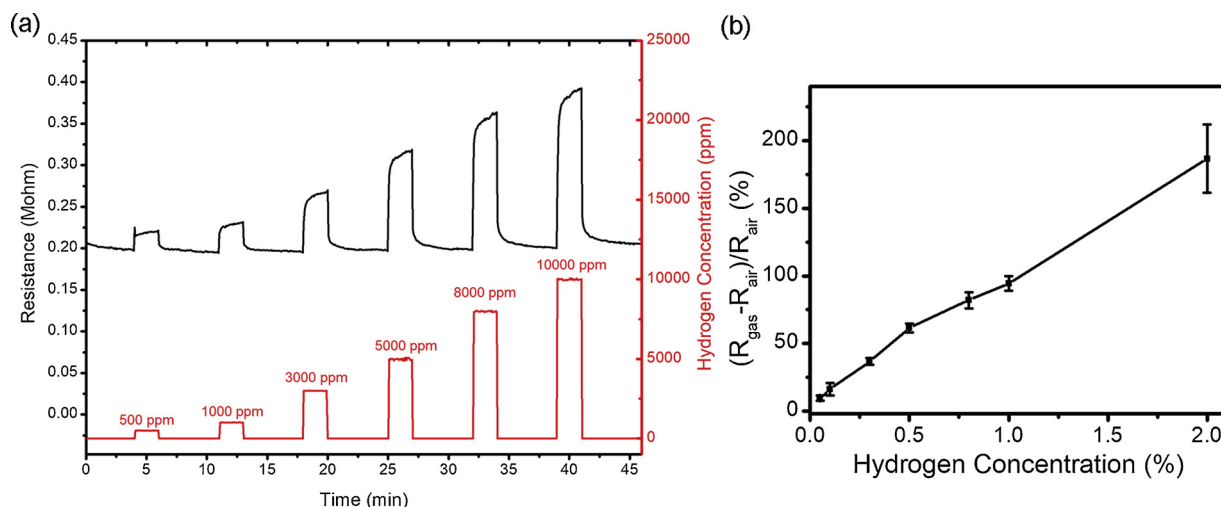 (a)
0.45
0.40
0.35
0.30
0.25
0.20
0.15
0.10
0.05
0.00
Resistance (Mohm)
500 ppm
1000 ppm
3000 ppm
5000 ppm
8000 ppm
10000 ppm
25000
20000
15000
10000
5000
0
Hydrogen Concentration (ppm)
0 5 10 15 20 25 30 35 40 45
Time (min)
(b)
200
150
100
50
0
(Rgas-Rair)/Rair (%)
0.0 0.5 1.0 1.5 2.0
Hydrogen Concentration (%)